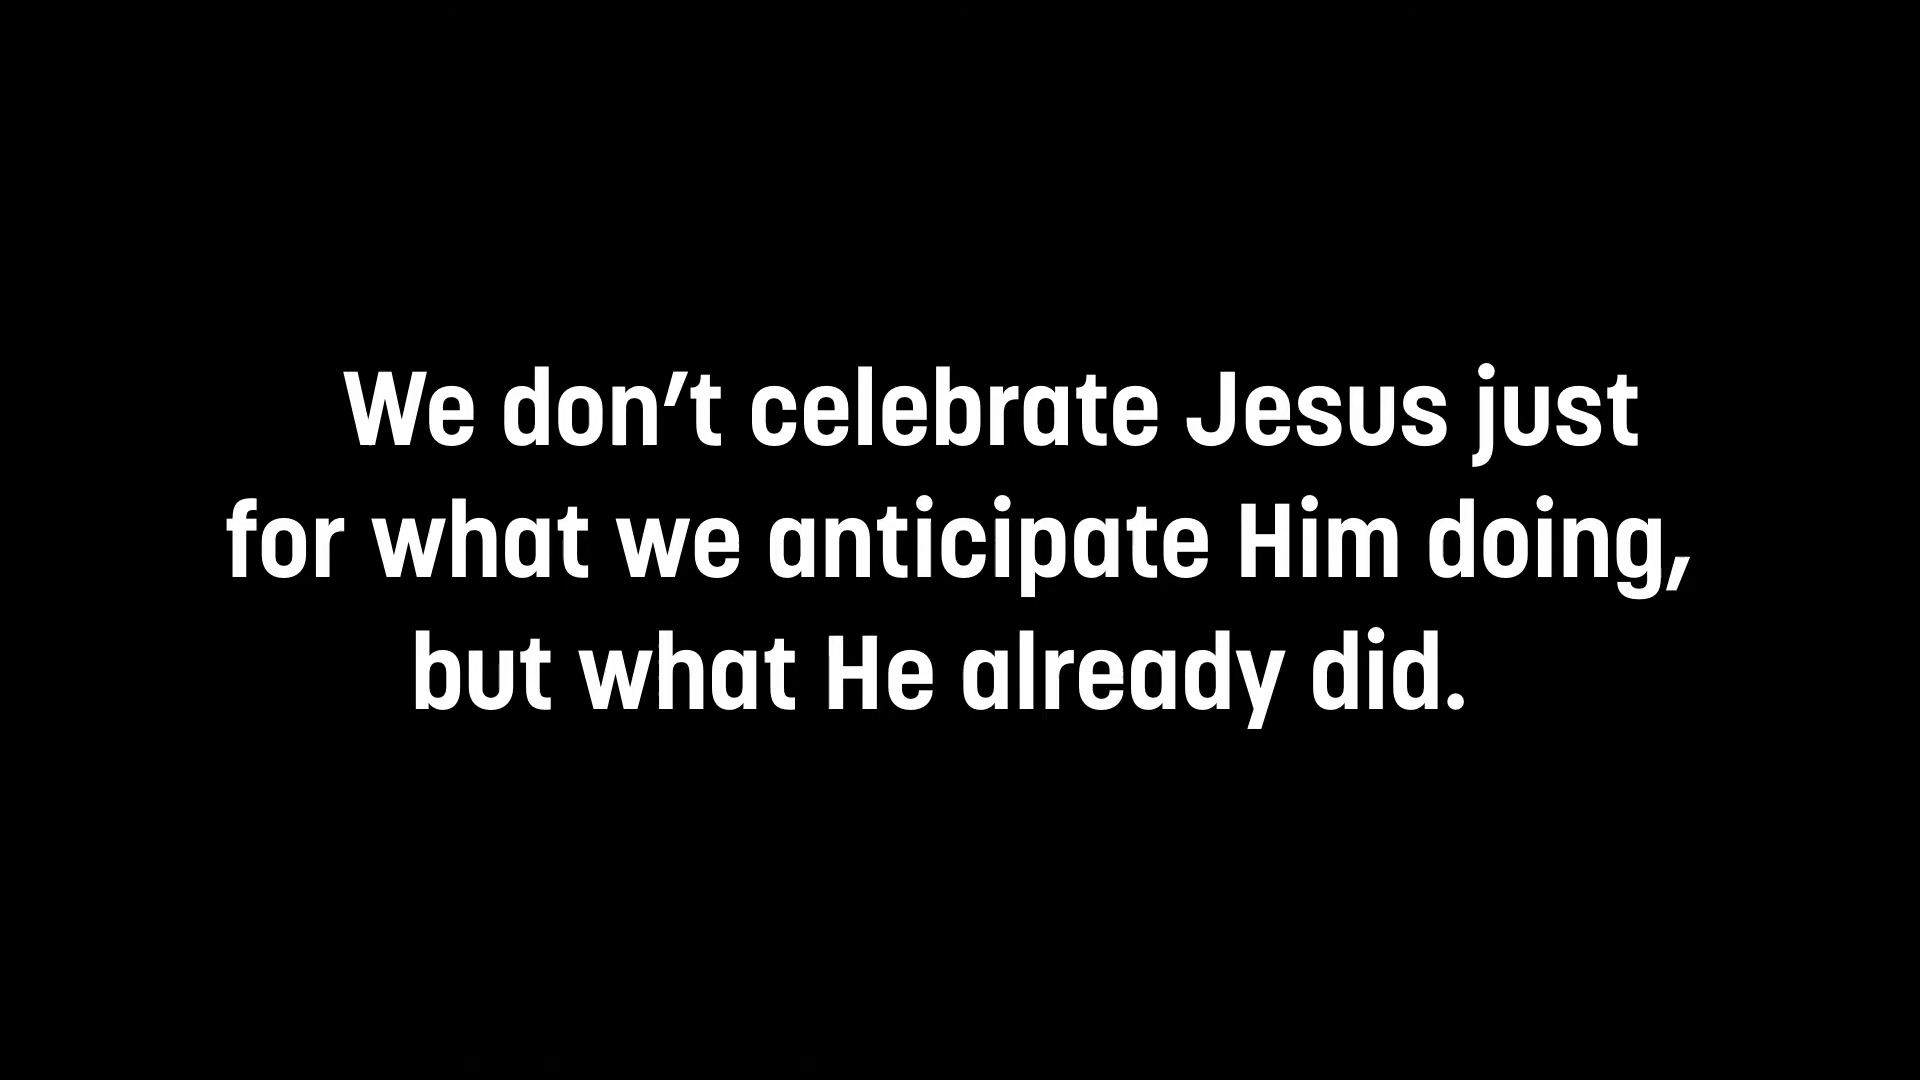 We don’t celebrate Jesus just
for what we anticipate Him doing,
but what He already did.